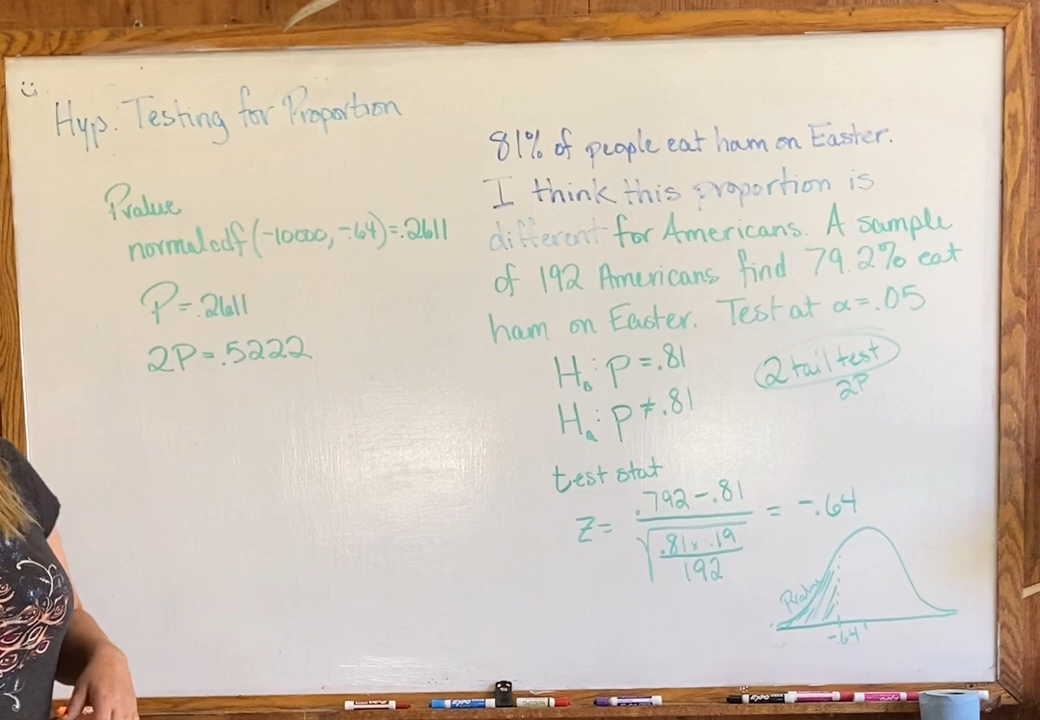 Hyp. Testing for Proportion
Pvalue
normalcdf(-10000, -.64)=.2611
P=.2611
2P=.5222
81% of people eat ham on Easter.
I think this proportion is
different for Americans. A sample
of 192 Americans find 79.2% eat
ham on Easter. Test at α=.05
H₀: P=.81
Hₐ: P≠.81
2 tail test
2P
test stat
Z= .792-.81 / √(.81x.19 / 192) = -.64
Pvalue
-.64
EXPO
EXPO